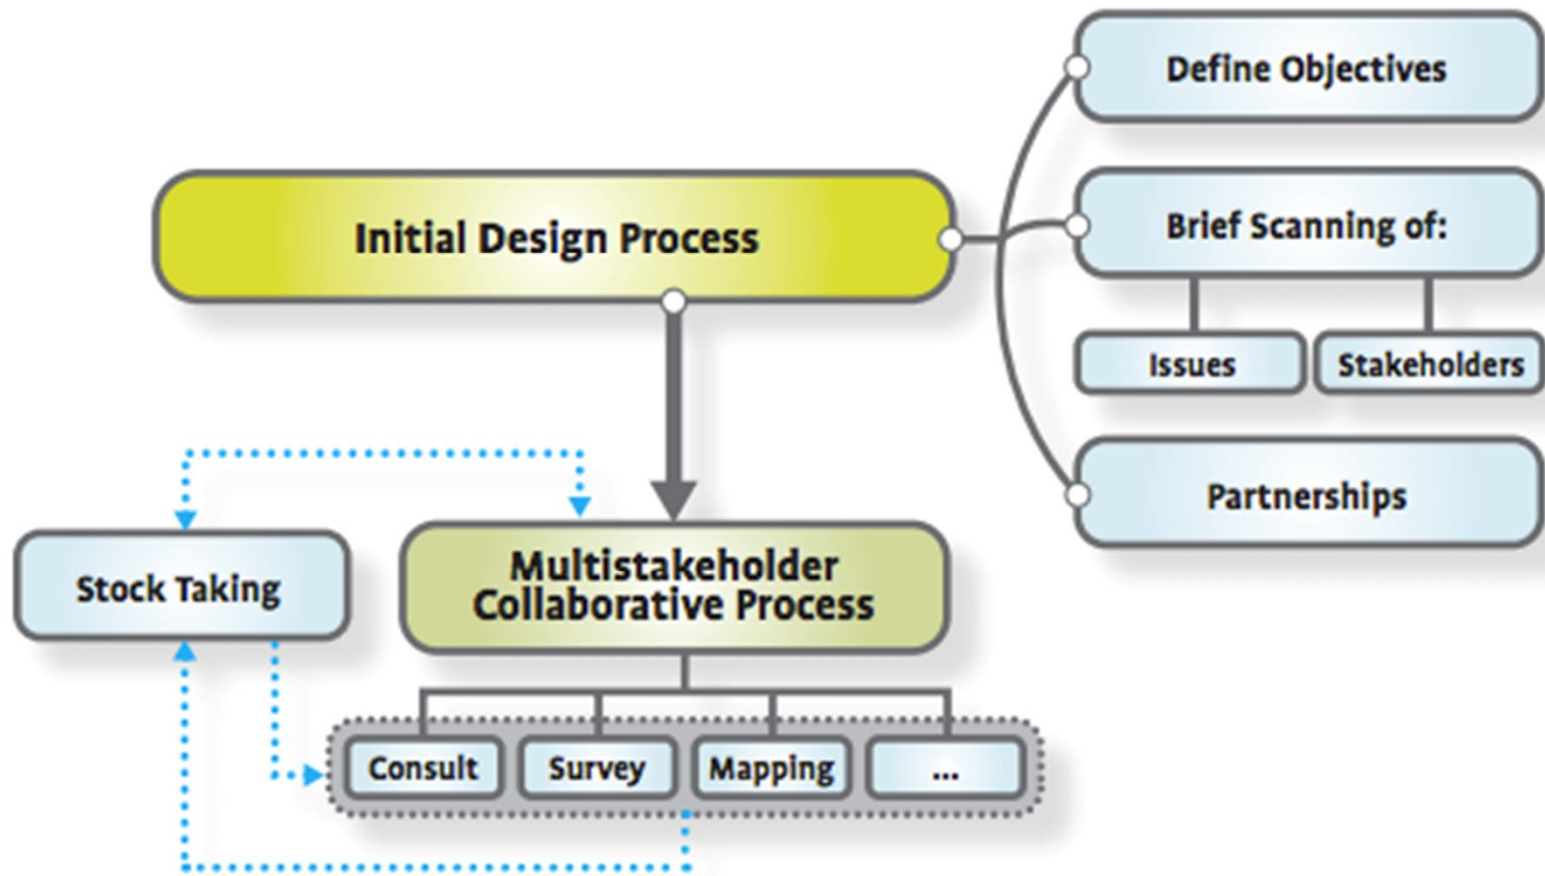 Define Objectives
Initial Design Process
Brief Scanning of:
Issues
Stakeholders
Partnerships
Stock Taking
Multistakeholder
Collaborative Process
Consult
Survey
Mapping
...